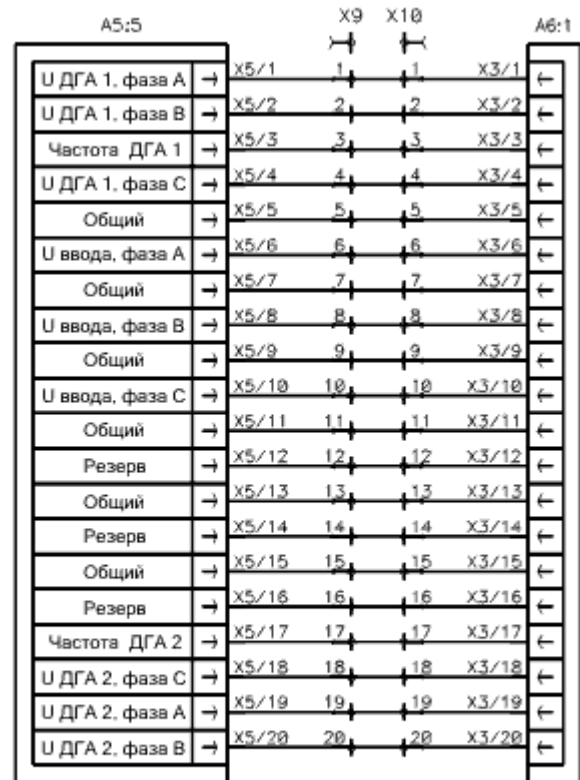 X9 X10
A5:5 A6:1
U ДГА 1, фаза А X5/1 1 1 X3/1
U ДГА 1, фаза В X5/2 2 2 X3/2
Частота ДГА 1 X5/3 3 3 X3/3
U ДГА 1, фаза С X5/4 4 4 X3/4
Общий X5/5 5 5 X3/5
U ввода, фаза А X5/6 6 6 X3/6
Общий X5/7 7 7 X3/7
U ввода, фаза В X5/8 8 8 X3/8
Общий X5/9 9 9 X3/9
U ввода, фаза С X5/10 10 10 X3/10
Общий X5/11 11 11 X3/11
Резерв X5/12 12 12 X3/12
Общий X5/13 13 13 X3/13
Резерв X5/14 14 14 X3/14
Общий X5/15 15 15 X3/15
Резерв X5/16 16 16 X3/16
Частота ДГА 2 X5/17 17 17 X3/17
U ДГА 2, фаза С X5/18 18 18 X3/18
U ДГА 2, фаза А X5/19 19 19 X3/19
U ДГА 2, фаза В X5/20 20 20 X3/20